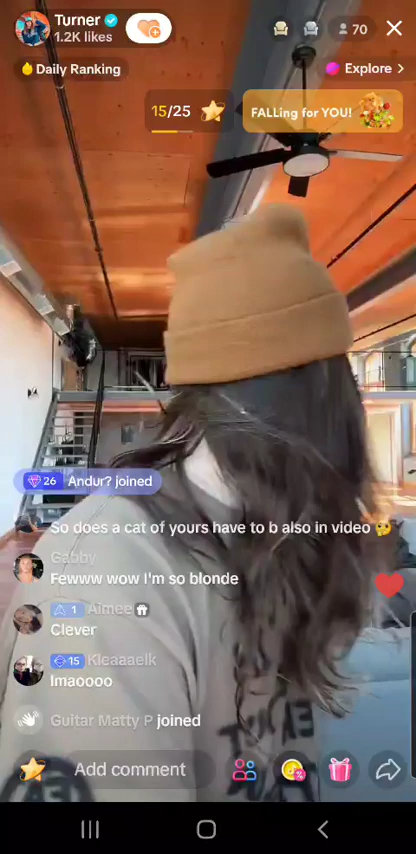 Turner
1.2K likes
70
Daily Ranking
Explore >
15/25
FALLing for YOU!
26 Andur? joined
So does a cat of yours have to b also in video 🤔
Gabby
Fewww wow I'm so blonde
1 Aimee
Clever
15 Kleaaaelk
lmaoooo
Guitar Matty P joined
Add comment